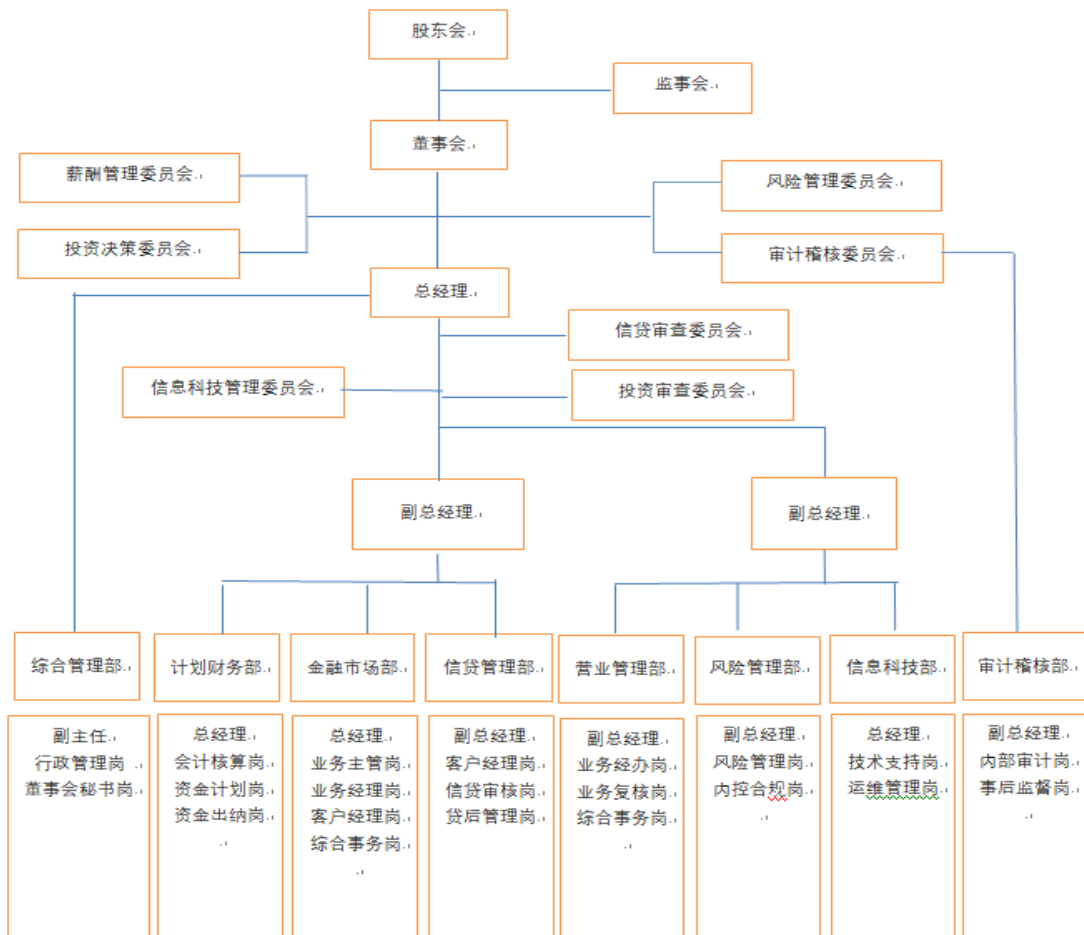 股东会
监事会
董事会
薪酬管理委员会
风险管理委员会
投资决策委员会
审计稽核委员会
总经理
信贷审查委员会
信息科技管理委员会
投资审查委员会
副总经理
副总经理
综合管理部
计划财务部
金融市场部
信贷管理部
营业管理部
风险管理部
信息科技部
审计稽核部
副主任
行政管理岗
董事会秘书岗
总经理
会计核算岗
资金计划岗
资金出纳岗
总经理
业务主管岗
业务经理岗
客户经理岗
综合事务岗
副总经理
客户经理岗
信贷审核岗
贷后管理岗
副总经理
业务经办岗
业务复核岗
综合事务岗
副总经理
风险管理岗
内控合规岗
总经理
技术支持岗
运维管理岗
副总经理
内部审计岗
事后监督岗